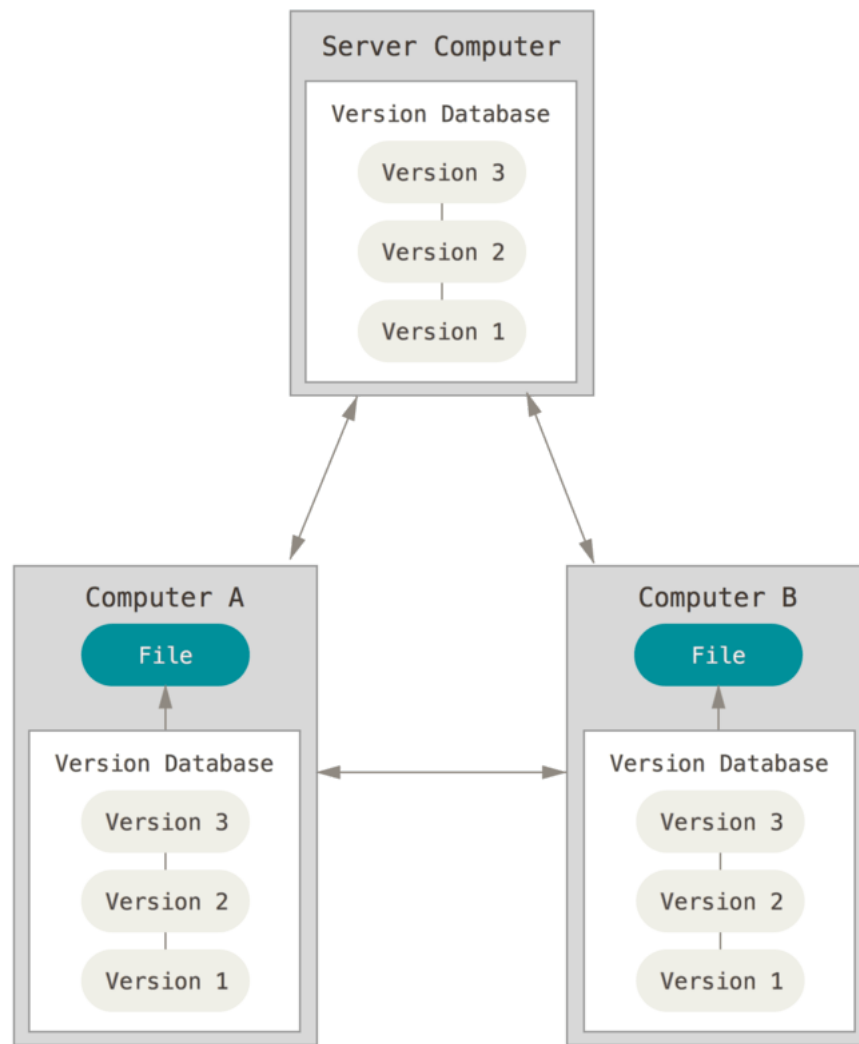 Server Computer
Version Database
Version 3
Version 2
Version 1
Computer A
File
Version Database
Version 3
Version 2
Version 1
Computer B
File
Version Database
Version 3
Version 2
Version 1